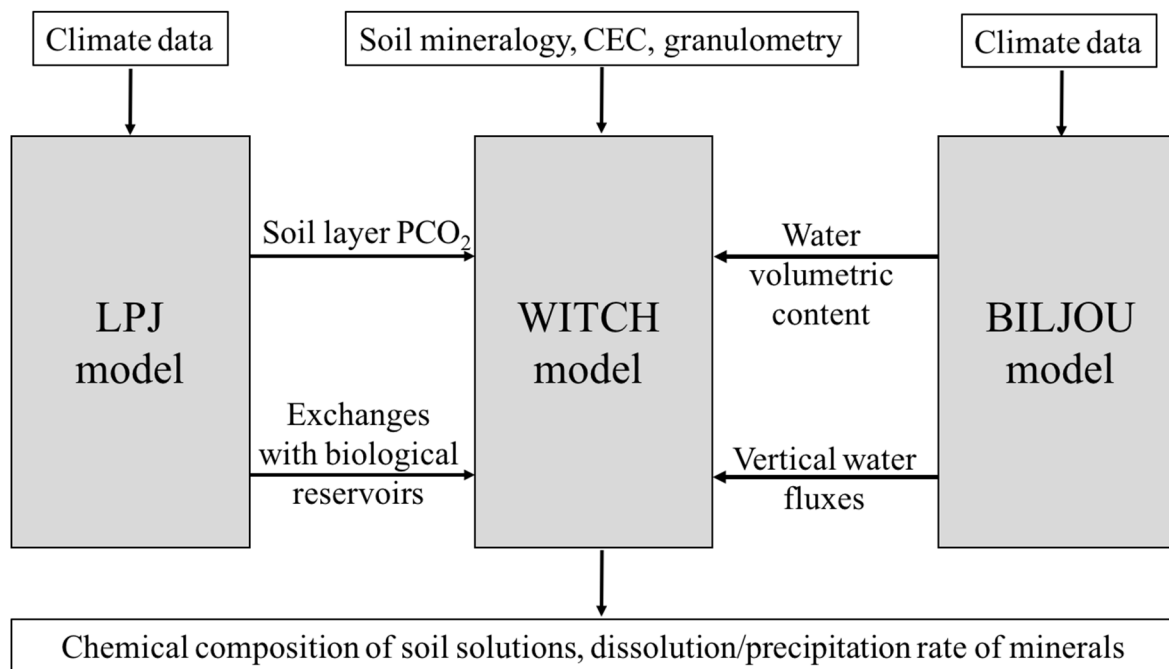 Climate data
Soil mineralogy, CEC, granulometry
Climate data
LPJ
model
Soil layer PCO₂
Exchanges
with biological
reservoirs
WITCH
model
Water
volumetric
content
Vertical water
fluxes
BILJOU
model
Chemical composition of soil solutions, dissolution/precipitation rate of minerals